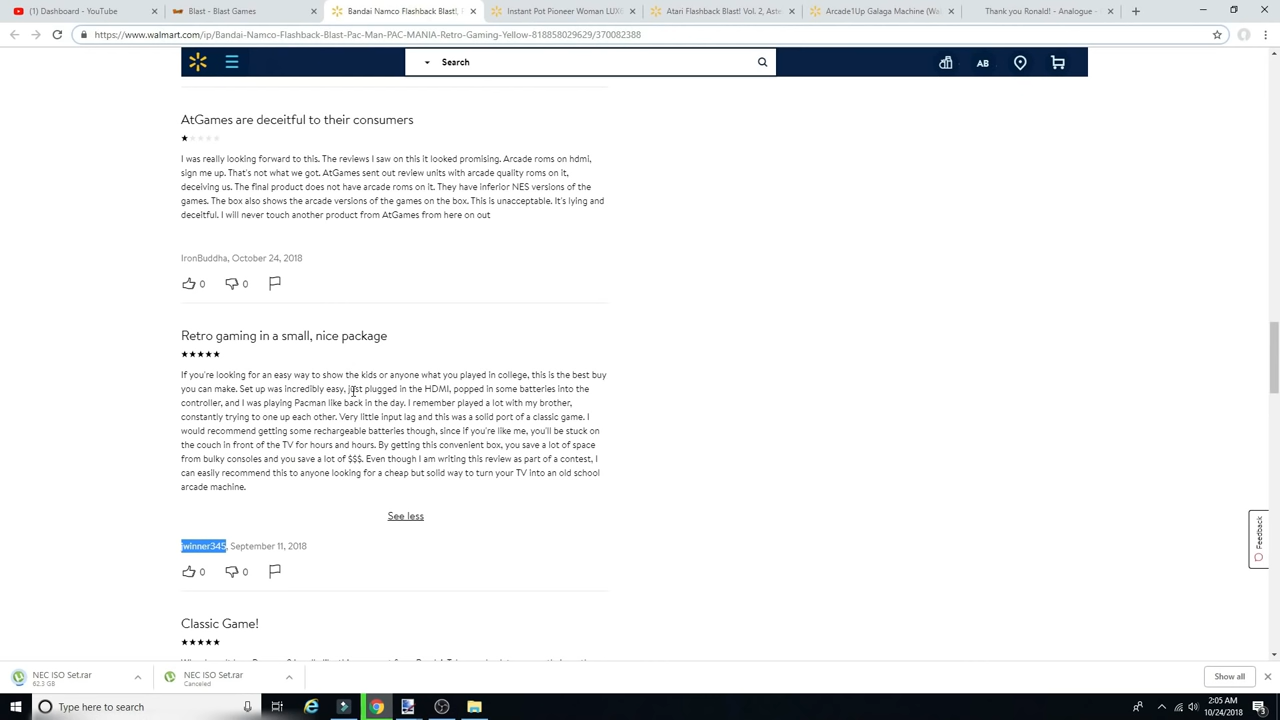 Dashboard - YouTube
Blast - Blast Games
Bandai Namco Flashback Blast!,
Instant Pot Pioneer Woman LUX
Atari Flashback Blast! Vol. 2, Aste
Arcade1Up Galaga Machine (Wa
Thank you Ronald! - Analogue -
https://www.walmart.com/ip/Bandai-Namco-Flashback-Blast-Pac-Man-PAC-MANIA-Retro-Gaming-Yellow-818858029629/370082388
Search
AB
AtGames are deceitful to their consumers
I was really looking forward to this. The reviews I saw on this it looked promising. Arcade roms on hdmi,
sign me up. That's not what we got. AtGames sent out review units with arcade quality roms on it,
deceiving us. The final product does not have arcade roms on it. They have inferior NES versions of the
games. The box also shows the arcade versions of the games on the box. This is unacceptable. It's lying and
deceitful. I will never touch another product from AtGames from here on out
IronBuddha, October 24, 2018
0
0
Retro gaming in a small, nice package
If you're looking for an easy way to show the kids or anyone what you played in college, this is the best buy
you can make. Set up was incredibly easy, just plugged in the HDMI, popped in some batteries into the
controller, and I was playing Pacman like back in the day. I remember played a lot with my brother,
constantly trying to one up each other. Very little input lag and this was a solid port of a classic game. I
would recommend getting some rechargeable batteries though, since if you're like me, you'll be stuck on
the couch in front of the TV for hours and hours. By getting this convenient box, you save a lot of space
from bulky consoles and you save a lot of $$$. Even though I am writing this review as part of a contest, I
can easily recommend this to anyone looking for a cheap but solid way to turn your TV into an old school
arcade machine.
See less
jwinner345, September 11, 2018
0
0
Classic Game!
Feedback
NEC ISO Set.rar
62.3 GB
NEC ISO Set.rar
Canceled
Show all
Type here to search
2:05 AM
10/24/2018